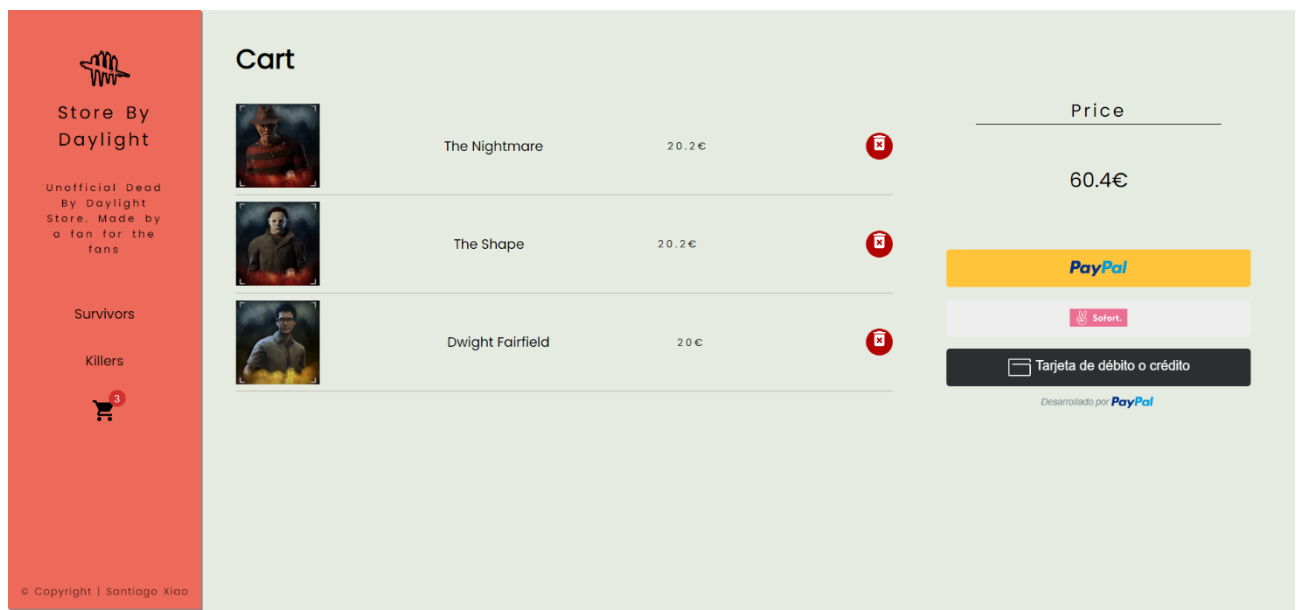 Store By
Daylight
Unofficial Dead
By Daylight
Store. Made by
a fan for the
fans
Survivors
Killers
3
© Copyright | Santiago Xiao
Cart
The Nightmare 20.2€
The Shape 20.2€
Dwight Fairfield 20€
Price
60.4€
PayPal
Sofort.
Tarjeta de débito o crédito
Desarrollado por PayPal